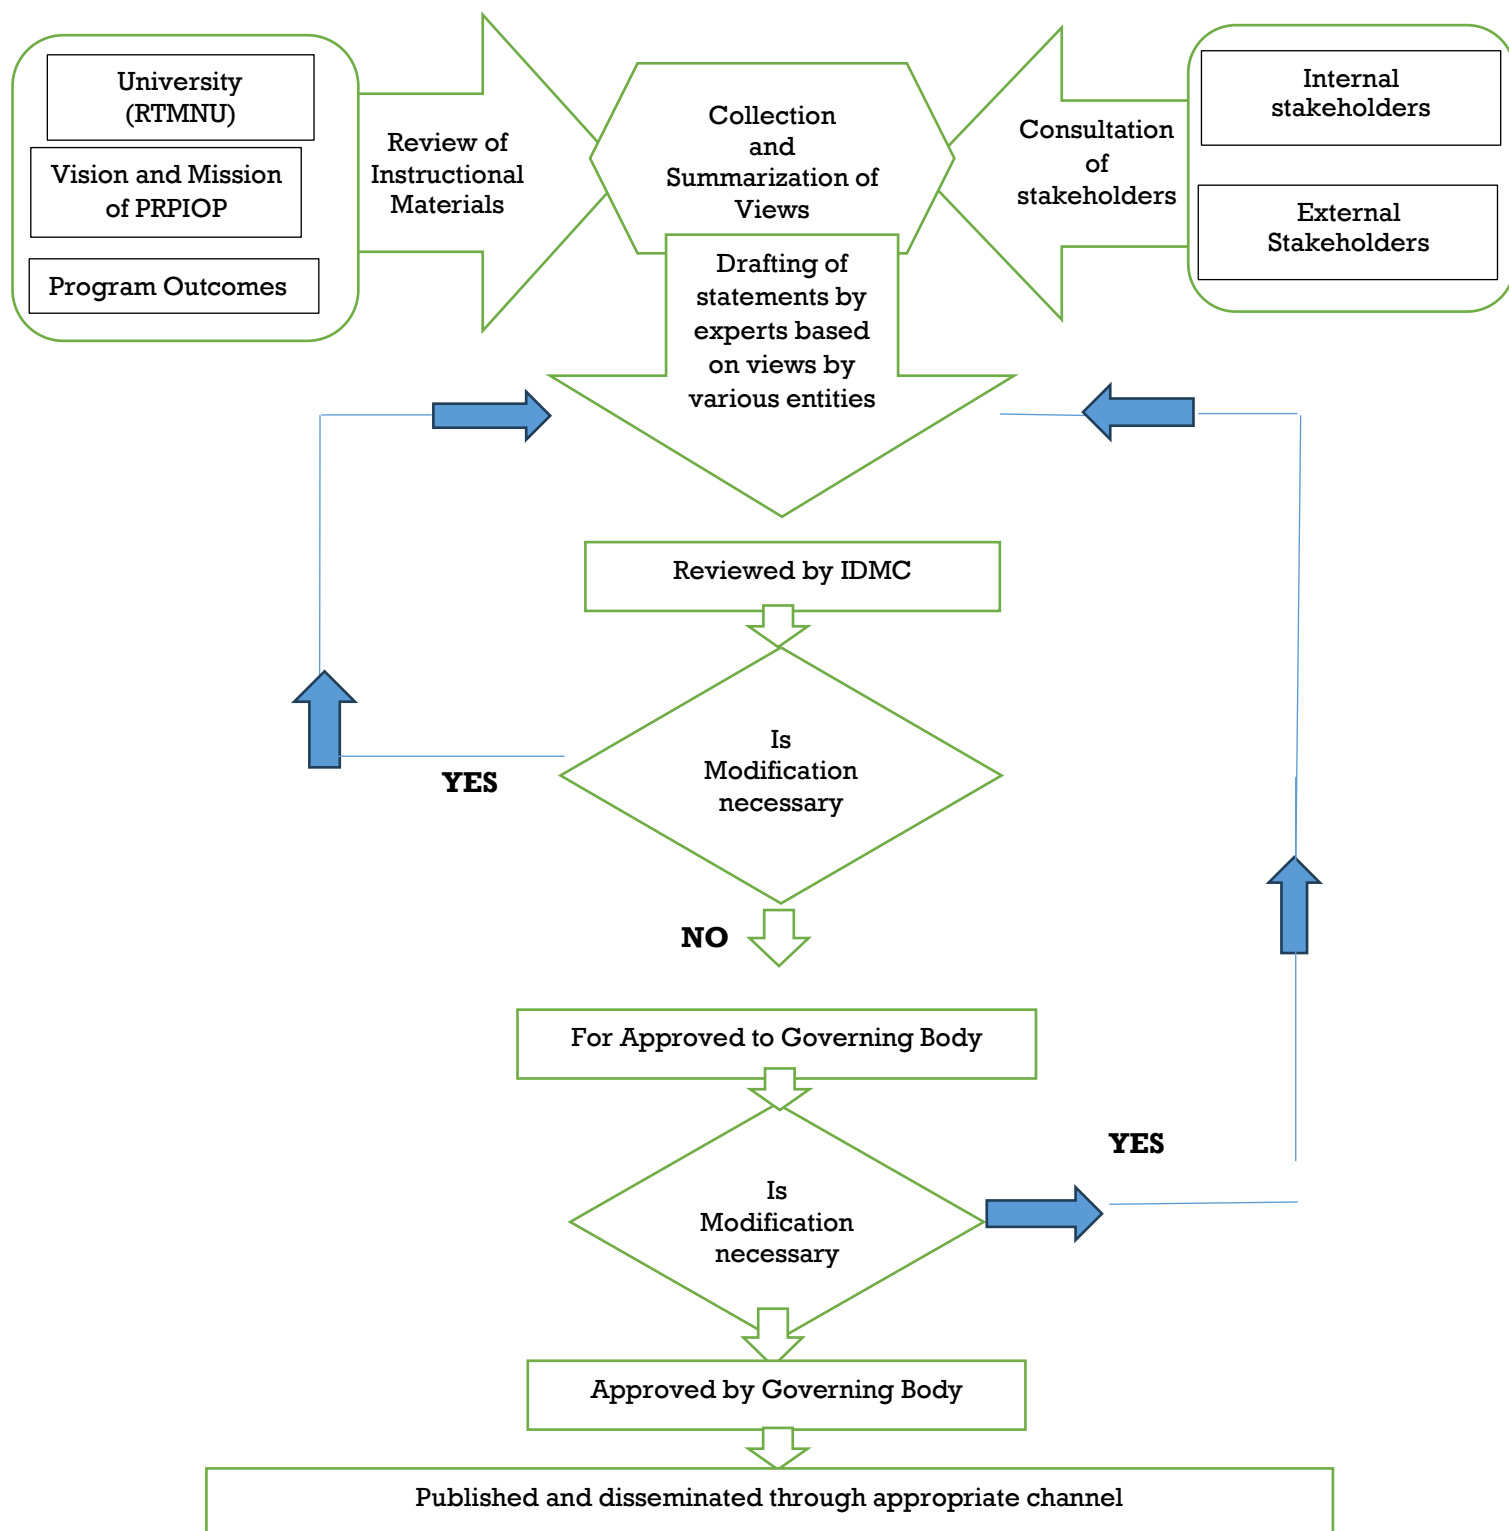 University
(RTMNU)
Vision and Mission
of PRPIOP
Program Outcomes
Review of
Instructional
Materials
Collection
and
Summarization of
Views
Consultation
of
stakeholders
Internal
stakeholders
External
Stakeholders
Drafting of
statements by
experts based
on views by
various entities
Reviewed by IDMC
Is
Modification
necessary
YES
NO
For Approved to Governing Body
Is
Modification
necessary
YES
Approved by Governing Body
Published and disseminated through appropriate channel